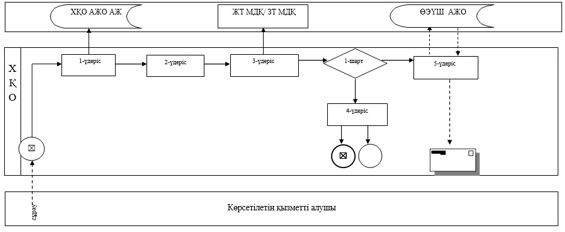 ХҚО АЖО АЖ
ЖТ МДҚ/ ЗТ МДҚ
ӨЭҮШ АЖО
Х
Қ
О
1-үдеріс
2-үдеріс
3-үдеріс
1-шарт
5-үдеріс
4-үдеріс
сұрау
Көрсетілетін қызметті алушы